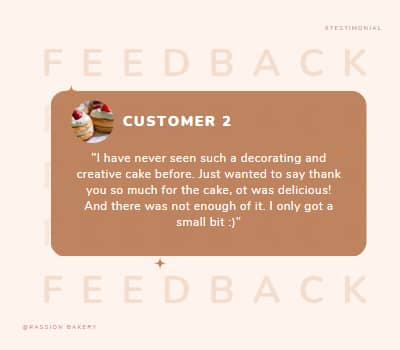 #TESTIMONIAL
FEEDBACK
CUSTOMER 2
"I have never seen such a decorating and
creative cake before. Just wanted to say thank
you so much for the cake, ot was delicious!
And there was not enough of it. I only got a
small bit :)"
FEEDBACK
@PASSION BAKERY